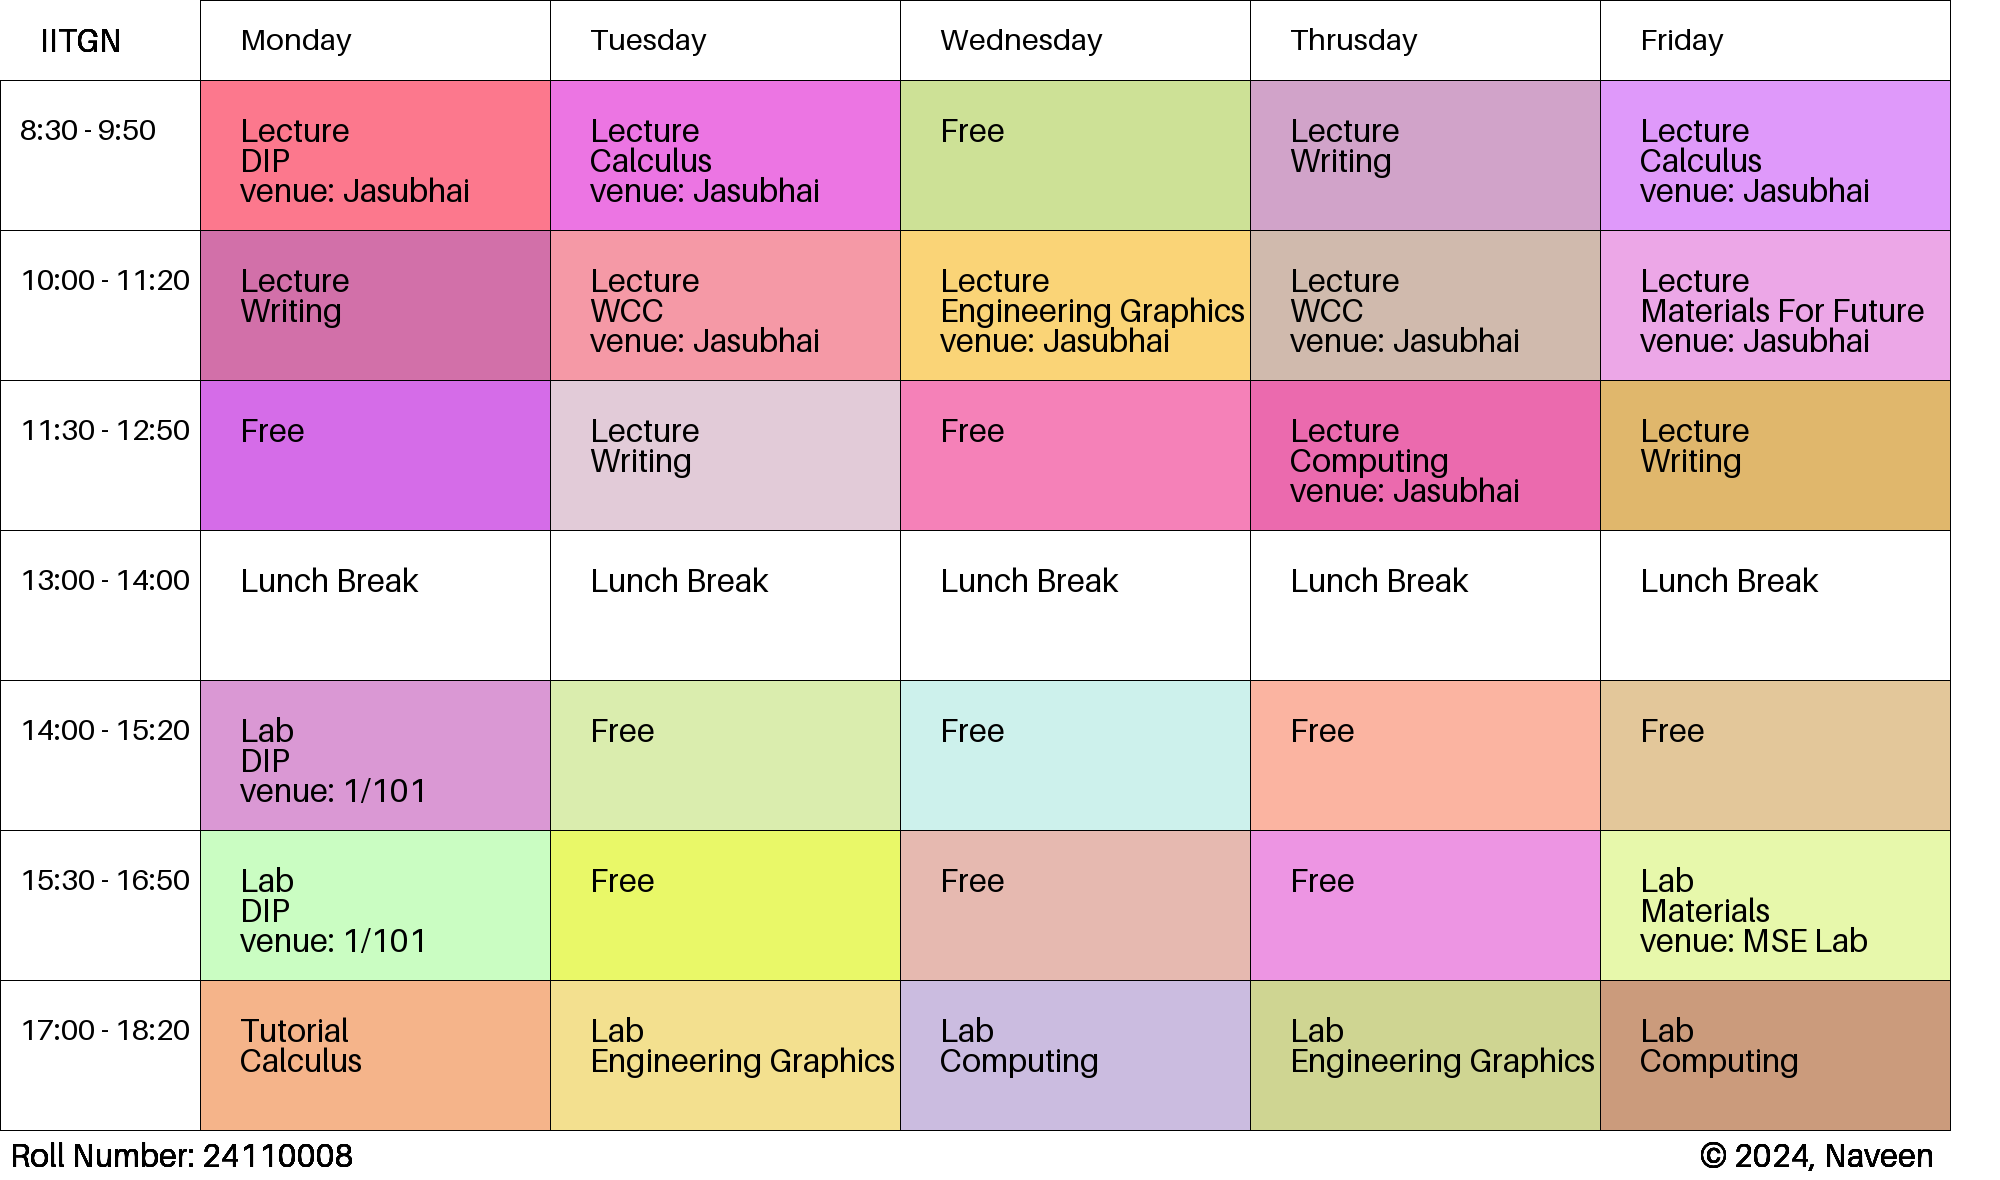 IITGN Monday Tuesday Wednesday Thrusday Friday
8:30 - 9:50
Lecture
DIP
venue: Jasubhai
Lecture
Calculus
venue: Jasubhai
Free
Lecture
Writing
Lecture
Calculus
venue: Jasubhai
10:00 - 11:20
Lecture
Writing
Lecture
WCC
venue: Jasubhai
Lecture
Engineering Graphics
venue: Jasubhai
Lecture
WCC
venue: Jasubhai
Lecture
Materials For Future
venue: Jasubhai
11:30 - 12:50
Free
Lecture
Writing
Free
Lecture
Computing
venue: Jasubhai
Lecture
Writing
13:00 - 14:00
Lunch Break
Lunch Break
Lunch Break
Lunch Break
Lunch Break
14:00 - 15:20
Lab
DIP
venue: 1/101
Free
Free
Free
Free
15:30 - 16:50
Lab
DIP
venue: 1/101
Free
Free
Free
Lab
Materials
venue: MSE Lab
17:00 - 18:20
Tutorial
Calculus
Lab
Engineering Graphics
Lab
Computing
Lab
Engineering Graphics
Lab
Computing
Roll Number: 24110008
© 2024, Naveen